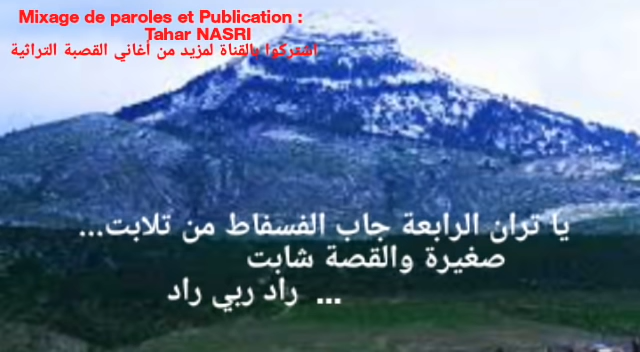 Mixage de paroles et Publication :
Tahar NASRI
اشتركوا بالقناة لمزيد من أغاني القصبة التراثية
يا تران الرابعة جاب الفسفاط من تلابت...
صغيرة والقصة شابت
... راد ربي راد